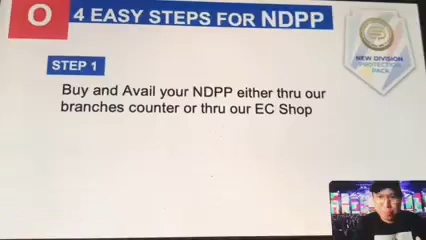 O
4 EASY STEPS FOR NDPP
NEW DIVISION
PROTECTION
PACK
STEP 1
Buy and Avail your NDPP either thru our
branches counter or thru our EC Shop